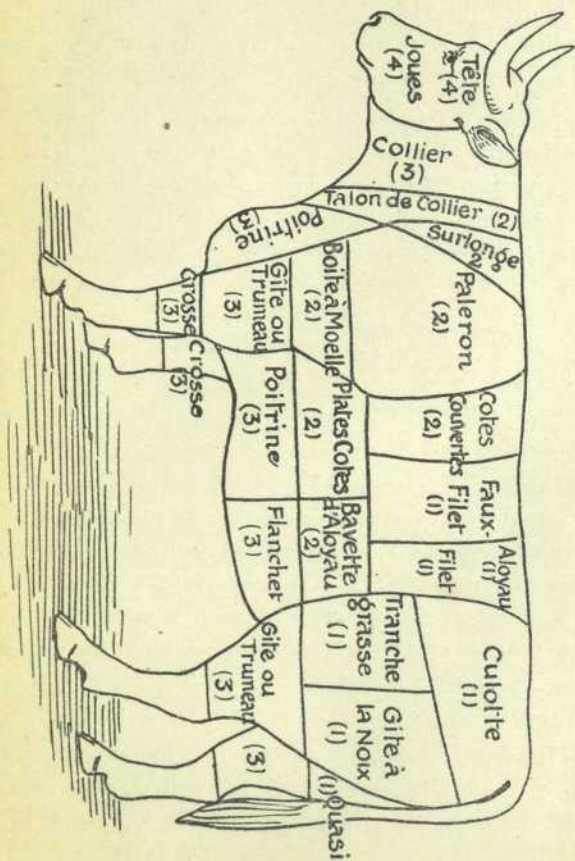 Tête
(4)
Joues
(4)
Collier
(3)
Talon de Collier (2)
Surlonge
2
Poitrine
(3)
Paleron
(2)
Boite à
Moelle
(2)
Gîte ou
Trumeau
(3)
Crosse
(3)
Crosse
(3)
Cotes
Couvertes
(2)
Plates Cotes
(2)
Poitrine
(3)
Faux-
Filet
(1)
Aloyau
(1)
Filet
(1)
Bavette
d'Aloyau
(2)
Flanchet
(3)
Culotte
(1)
Tranche
grasse
(1)
Gite à
la Noix
(1)
Quasi
(1)
Gite ou
Trumeau
(3)
(3)